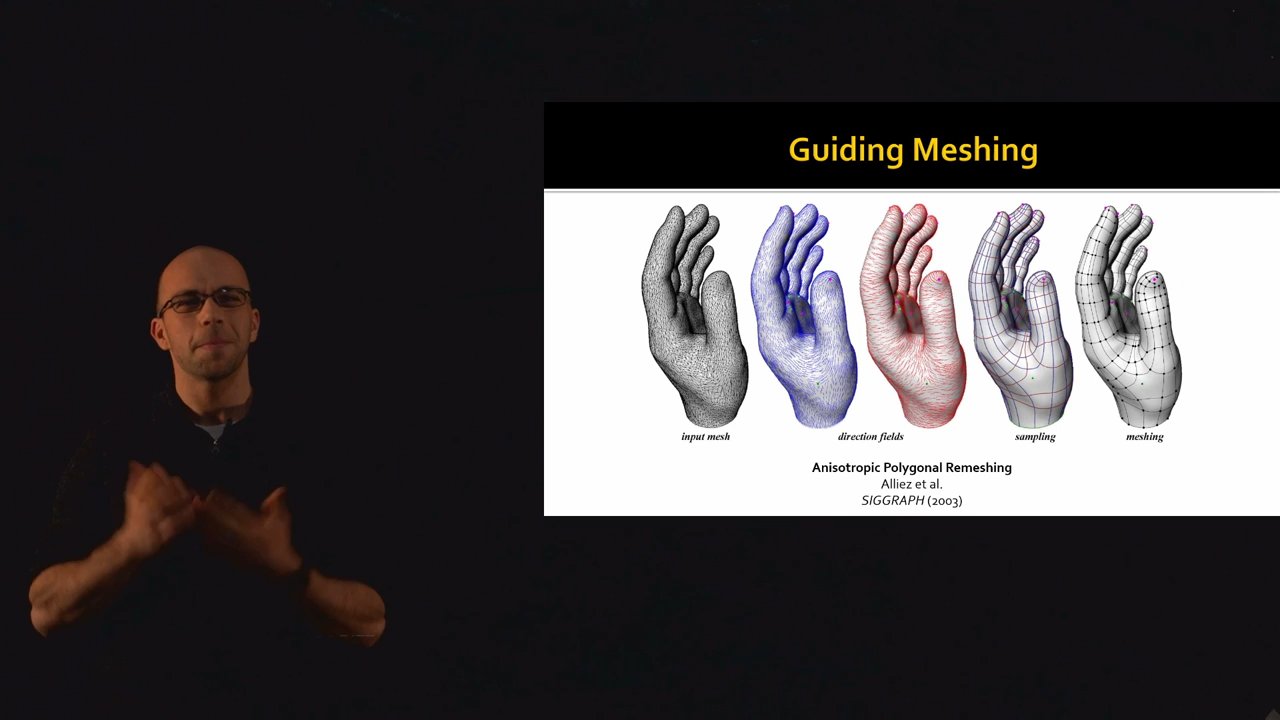 Guiding Meshing
input mesh
direction fields
sampling
meshing
Anisotropic Polygonal Remeshing
Alliez et al.
SIGGRAPH (2003)